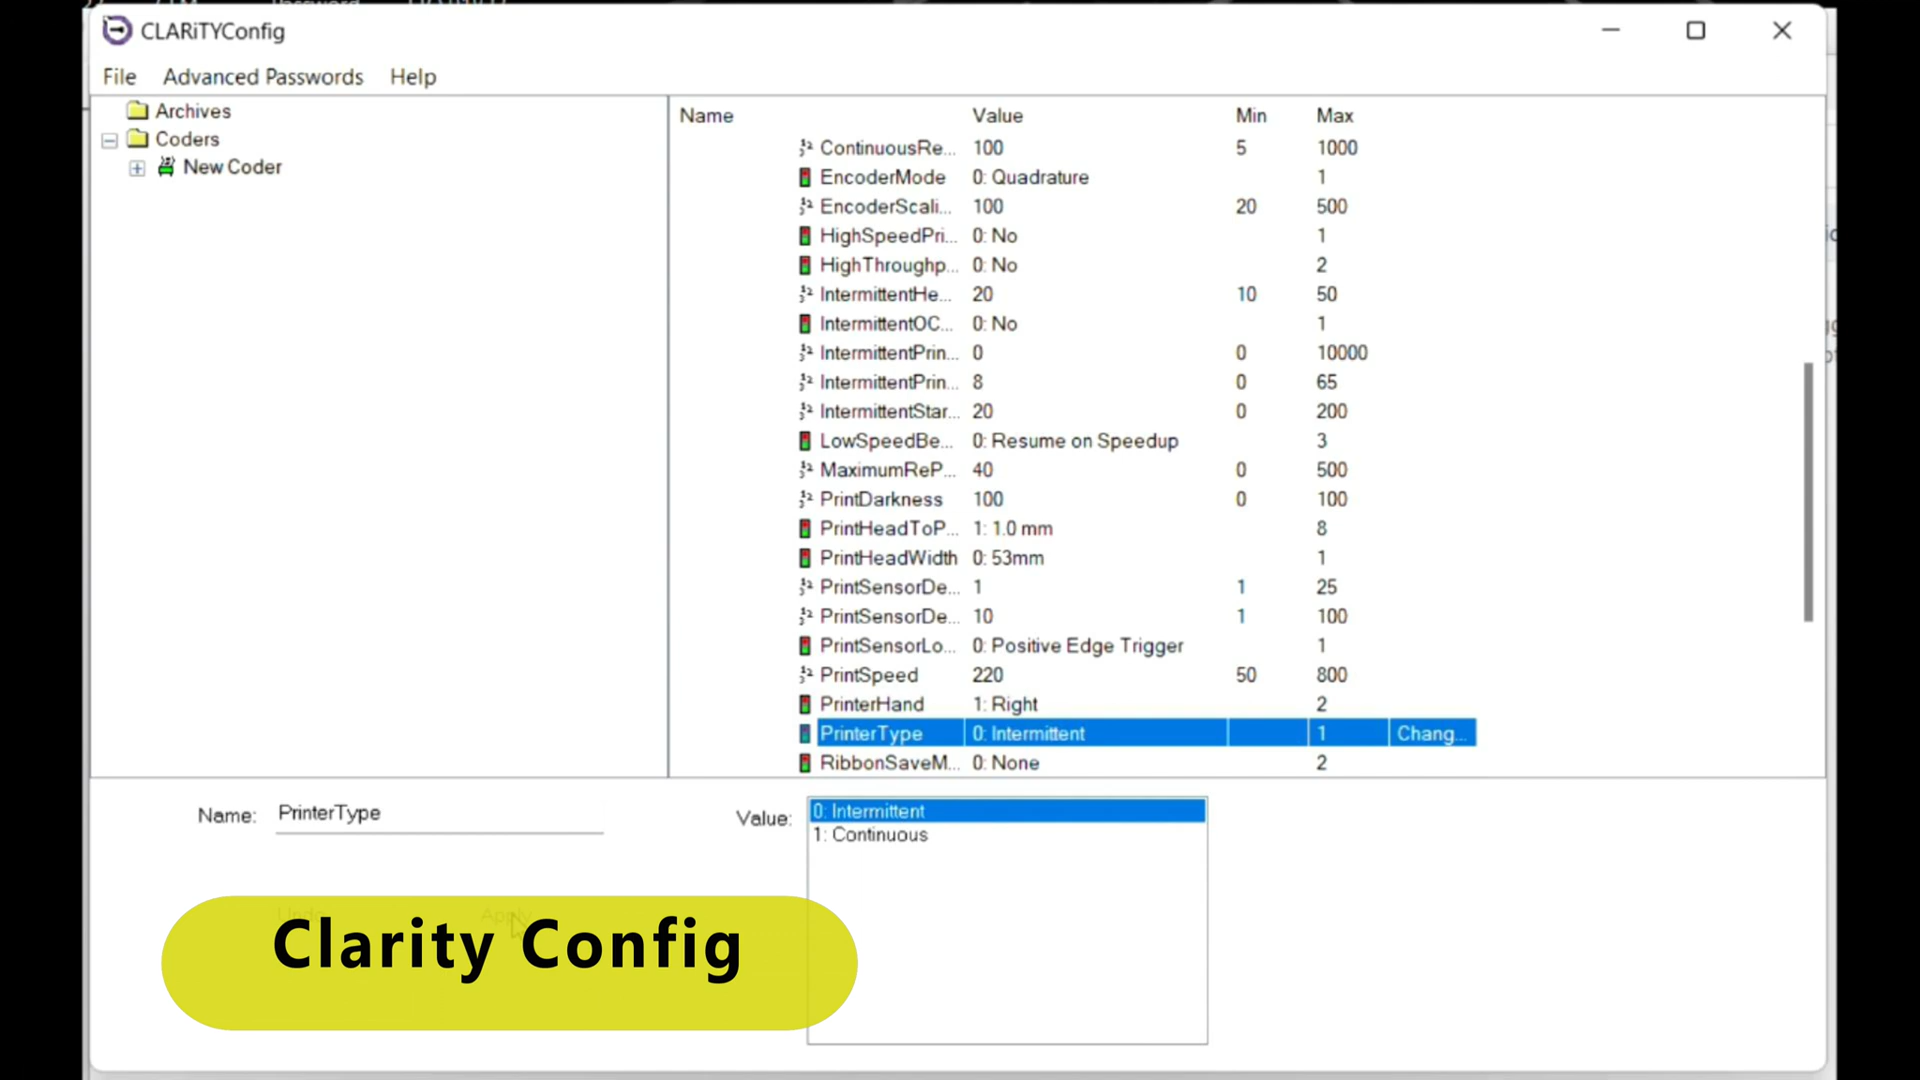 CLARiTYConfig
File Advanced Passwords Help
Archives
Coders
New Coder
Name Value Min Max
ContinuousRe... 100 5 1000
EncoderMode 0: Quadrature 1
EncoderScali... 100 20 500
HighSpeedPri... 0: No 1
HighThroughp... 0: No 2
IntermittentHe... 20 10 50
IntermittentOC... 0: No 1
IntermittentPrin... 0 0 10000
IntermittentPrin... 8 0 65
IntermittentStar... 20 0 200
LowSpeedBe... 0: Resume on Speedup 3
MaximumReP... 40 0 500
PrintDarkness 100 0 100
PrintHeadToP... 1: 1.0 mm 8
PrintHeadWidth 0: 53mm 1
PrintSensorDe... 1 1 25
PrintSensorDe... 10 1 100
PrintSensorLo... 0: Positive Edge Trigger 1
PrintSpeed 220 50 800
PrinterHand 1: Right 2
PrinterType 0: Intermittent 1 Chang...
RibbonSaveM... 0: None 2
Name: PrinterType Value: 0: Intermittent
1: Continuous
Undo Apply
Clarity Config